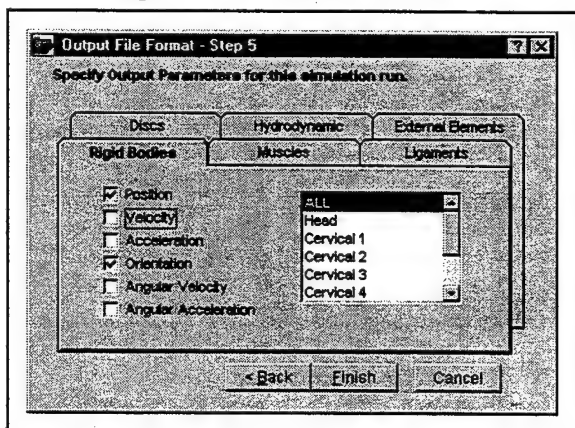 Output File Format - Step 5
Specify Output Parameters for this simulation run.
Discs Hydrodynamic External Elements
Rigid Bodies Muscles Ligaments
Position
Velocity
Acceleration
Orientation
Angular Velocity
Angular Acceleration
ALL
Head
Cervical 1
Cervical 2
Cervical 3
Cervical 4
< Back Finish Cancel